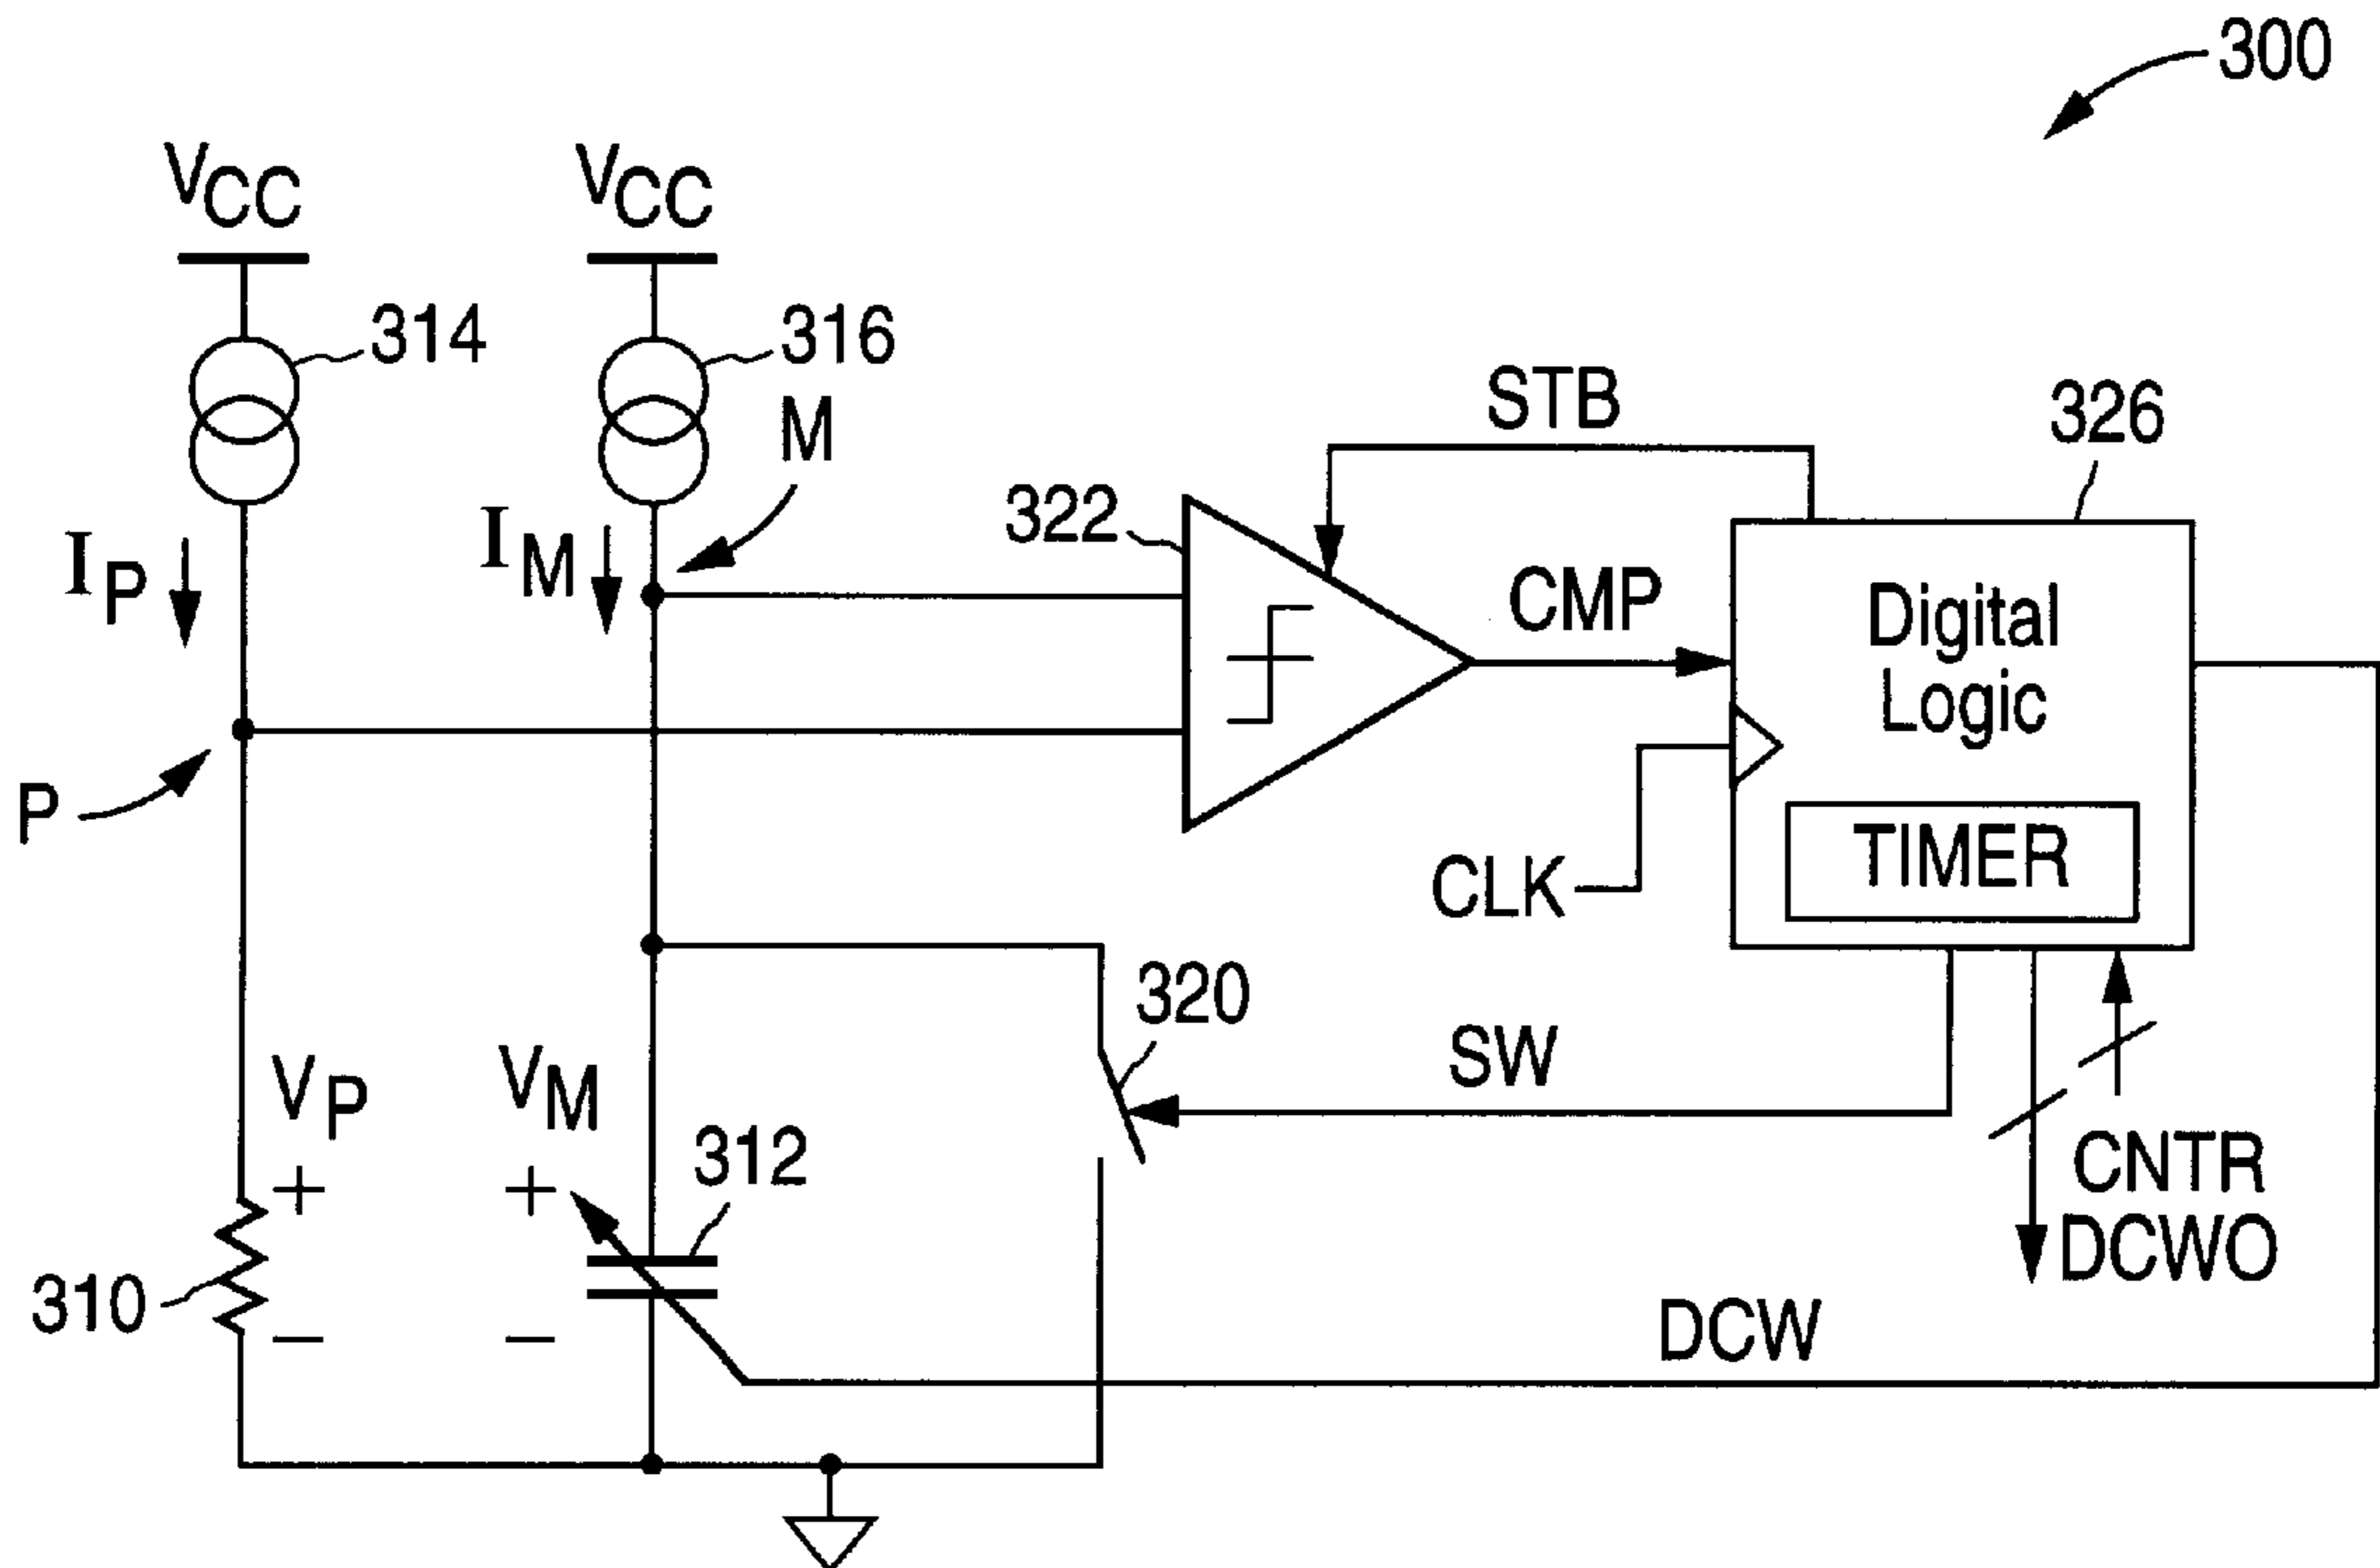 300
VCC
VCC
314
316
M
STB
326
IP
IM
322
CMP
Digital
Logic
P
CLK
TIMER
320
SW
VP
VM
312
CNTR
DCWO
310
DCW
+
+
−
−